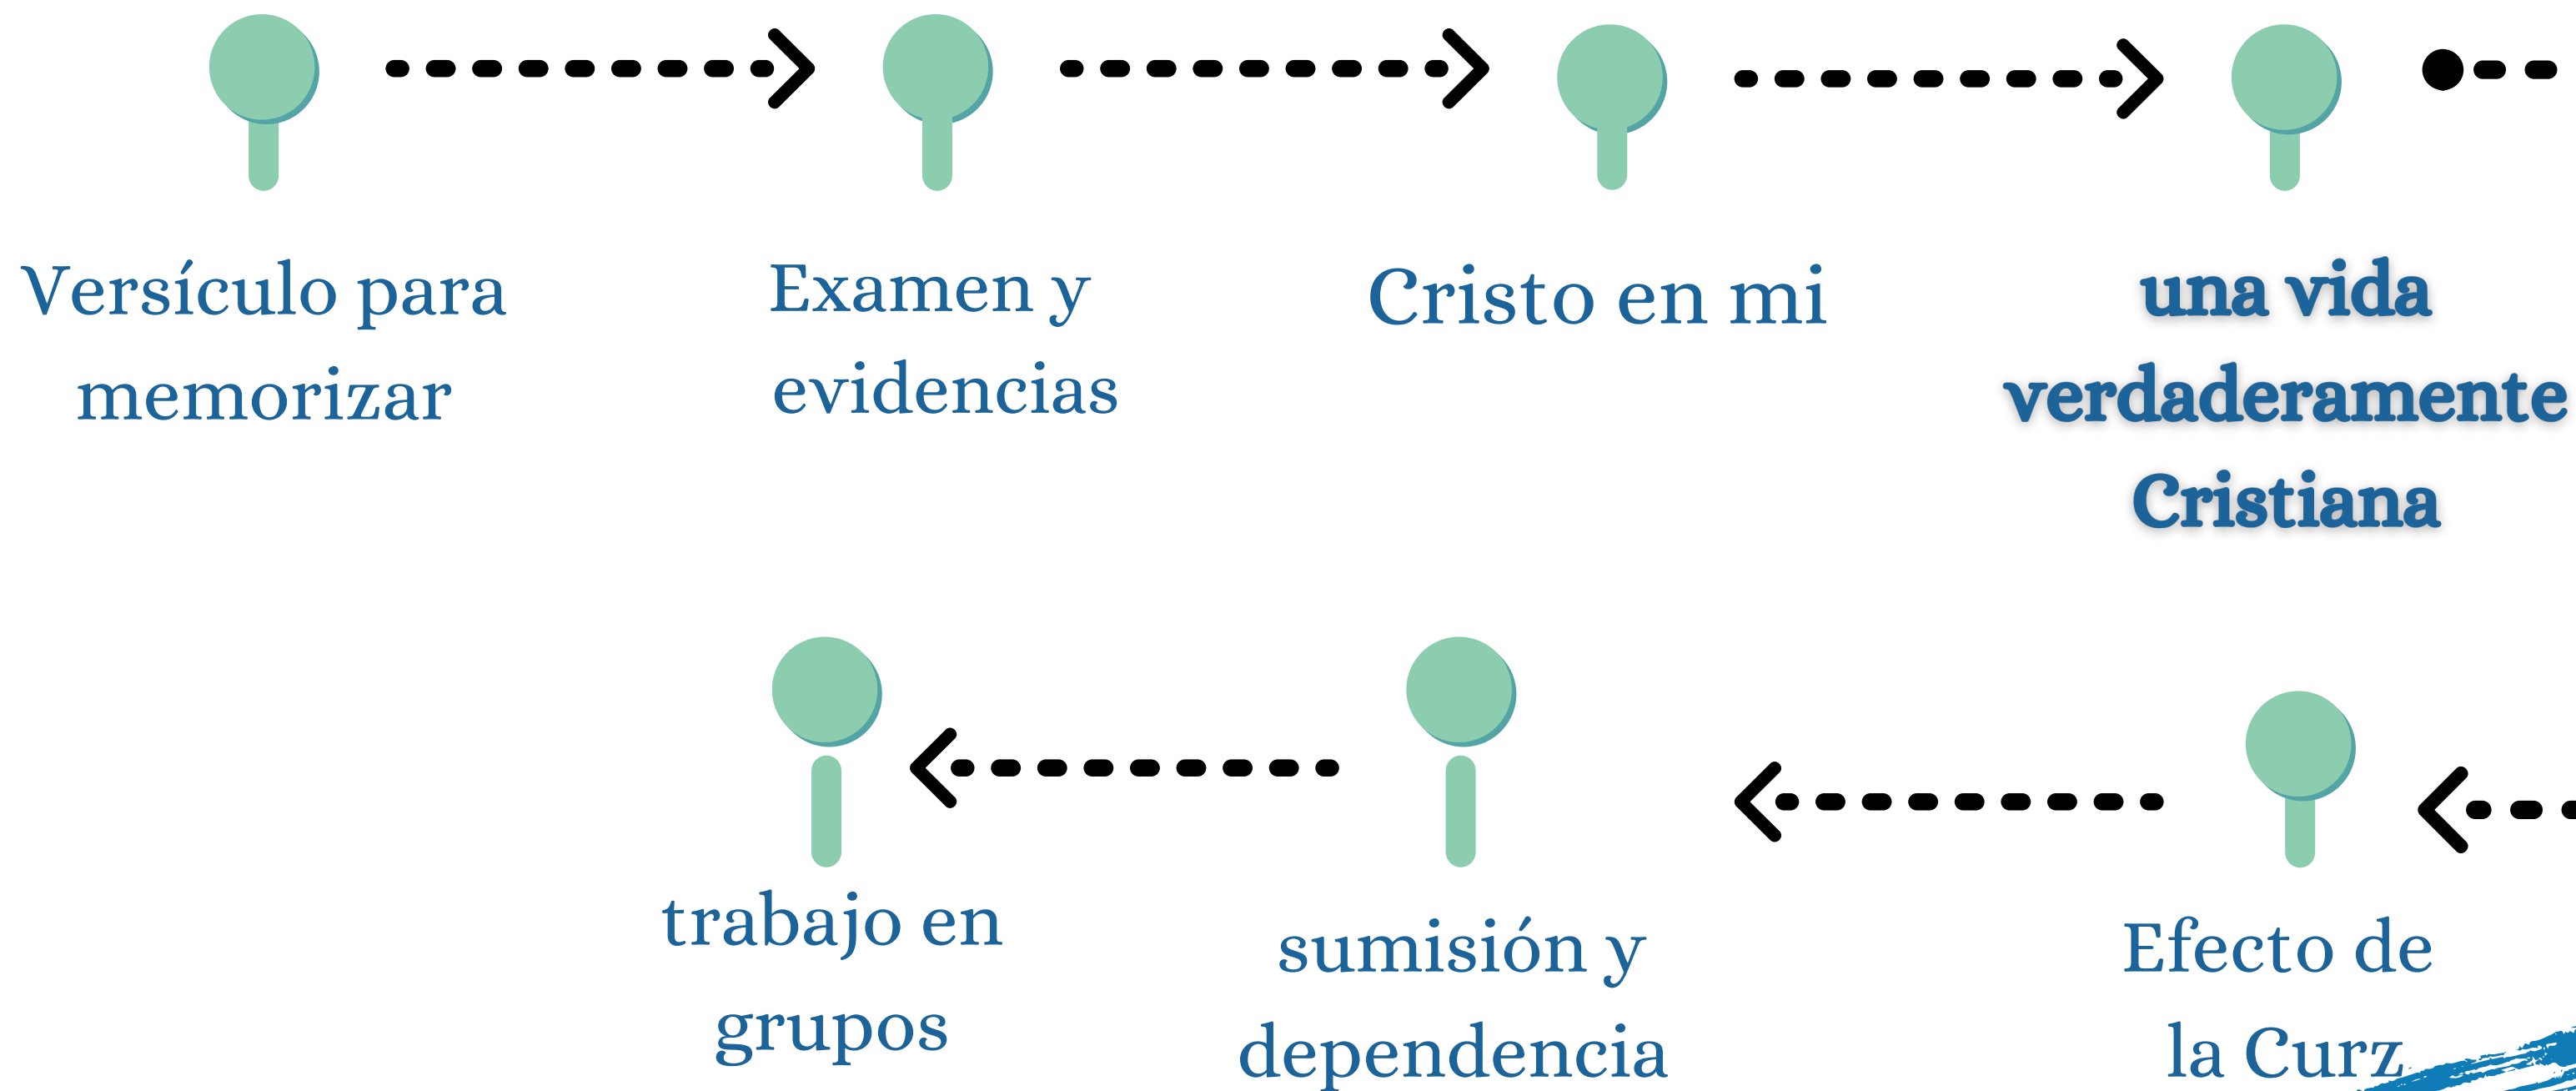 Versículo para
memorizar
Examen y
evidencias
Cristo en mi
una vida
verdaderamente
Cristiana
trabajo en
grupos
sumisión y
dependencia
Efecto de
la Curz